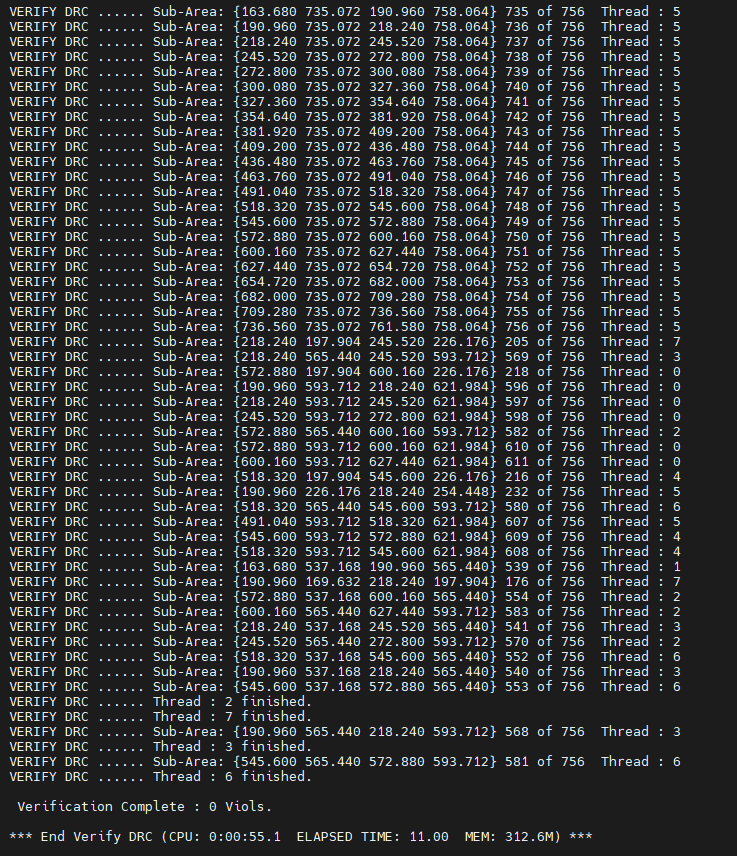 VERIFY DRC ...... Sub-Area: {163.680 735.072 190.960 758.064} 735 of 756  Thread : 5
VERIFY DRC ...... Sub-Area: {190.960 735.072 218.240 758.064} 736 of 756  Thread : 5
VERIFY DRC ...... Sub-Area: {218.240 735.072 245.520 758.064} 737 of 756  Thread : 5
VERIFY DRC ...... Sub-Area: {245.520 735.072 272.800 758.064} 738 of 756  Thread : 5
VERIFY DRC ...... Sub-Area: {272.800 735.072 300.080 758.064} 739 of 756  Thread : 5
VERIFY DRC ...... Sub-Area: {300.080 735.072 327.360 758.064} 740 of 756  Thread : 5
VERIFY DRC ...... Sub-Area: {327.360 735.072 354.640 758.064} 741 of 756  Thread : 5
VERIFY DRC ...... Sub-Area: {354.640 735.072 381.920 758.064} 742 of 756  Thread : 5
VERIFY DRC ...... Sub-Area: {381.920 735.072 409.200 758.064} 743 of 756  Thread : 5
VERIFY DRC ...... Sub-Area: {409.200 735.072 436.480 758.064} 744 of 756  Thread : 5
VERIFY DRC ...... Sub-Area: {436.480 735.072 463.760 758.064} 745 of 756  Thread : 5
VERIFY DRC ...... Sub-Area: {463.760 735.072 491.040 758.064} 746 of 756  Thread : 5
VERIFY DRC ...... Sub-Area: {491.040 735.072 518.320 758.064} 747 of 756  Thread : 5
VERIFY DRC ...... Sub-Area: {518.320 735.072 545.600 758.064} 748 of 756  Thread : 5
VERIFY DRC ...... Sub-Area: {545.600 735.072 572.880 758.064} 749 of 756  Thread : 5
VERIFY DRC ...... Sub-Area: {572.880 735.072 600.160 758.064} 750 of 756  Thread : 5
VERIFY DRC ...... Sub-Area: {600.160 735.072 627.440 758.064} 751 of 756  Thread : 5
VERIFY DRC ...... Sub-Area: {627.440 735.072 654.720 758.064} 752 of 756  Thread : 5
VERIFY DRC ...... Sub-Area: {654.720 735.072 682.000 758.064} 753 of 756  Thread : 5
VERIFY DRC ...... Sub-Area: {682.000 735.072 709.280 758.064} 754 of 756  Thread : 5
VERIFY DRC ...... Sub-Area: {709.280 735.072 736.560 758.064} 755 of 756  Thread : 5
VERIFY DRC ...... Sub-Area: {736.560 735.072 761.580 758.064} 756 of 756  Thread : 5
VERIFY DRC ...... Sub-Area: {218.240 197.904 245.520 226.176} 205 of 756  Thread : 7
VERIFY DRC ...... Sub-Area: {218.240 565.440 245.520 593.712} 569 of 756  Thread : 3
VERIFY DRC ...... Sub-Area: {572.880 197.904 600.160 226.176} 218 of 756  Thread : 0
VERIFY DRC ...... Sub-Area: {190.960 593.712 218.240 621.984} 596 of 756  Thread : 0
VERIFY DRC ...... Sub-Area: {218.240 593.712 245.520 621.984} 597 of 756  Thread : 0
VERIFY DRC ...... Sub-Area: {245.520 593.712 272.800 621.984} 598 of 756  Thread : 0
VERIFY DRC ...... Sub-Area: {572.880 565.440 600.160 593.712} 582 of 756  Thread : 2
VERIFY DRC ...... Sub-Area: {572.880 593.712 600.160 621.984} 610 of 756  Thread : 0
VERIFY DRC ...... Sub-Area: {600.160 593.712 627.440 621.984} 611 of 756  Thread : 0
VERIFY DRC ...... Sub-Area: {518.320 197.904 545.600 226.176} 216 of 756  Thread : 4
VERIFY DRC ...... Sub-Area: {190.960 226.176 218.240 254.448} 232 of 756  Thread : 5
VERIFY DRC ...... Sub-Area: {518.320 565.440 545.600 593.712} 580 of 756  Thread : 6
VERIFY DRC ...... Sub-Area: {491.040 593.712 518.320 621.984} 607 of 756  Thread : 5
VERIFY DRC ...... Sub-Area: {545.600 593.712 572.880 621.984} 609 of 756  Thread : 4
VERIFY DRC ...... Sub-Area: {518.320 593.712 545.600 621.984} 608 of 756  Thread : 4
VERIFY DRC ...... Sub-Area: {163.680 537.168 190.960 565.440} 539 of 756  Thread : 1
VERIFY DRC ...... Sub-Area: {190.960 169.632 218.240 197.904} 176 of 756  Thread : 7
VERIFY DRC ...... Sub-Area: {572.880 537.168 600.160 565.440} 554 of 756  Thread : 2
VERIFY DRC ...... Sub-Area: {600.160 565.440 627.440 593.712} 583 of 756  Thread : 2
VERIFY DRC ...... Sub-Area: {218.240 537.168 245.520 565.440} 541 of 756  Thread : 3
VERIFY DRC ...... Sub-Area: {245.520 565.440 272.800 593.712} 570 of 756  Thread : 2
VERIFY DRC ...... Sub-Area: {518.320 537.168 545.600 565.440} 552 of 756  Thread : 6
VERIFY DRC ...... Sub-Area: {190.960 537.168 218.240 565.440} 540 of 756  Thread : 3
VERIFY DRC ...... Sub-Area: {545.600 537.168 572.880 565.440} 553 of 756  Thread : 6
VERIFY DRC ...... Thread : 2 finished.
VERIFY DRC ...... Thread : 7 finished.
VERIFY DRC ...... Sub-Area: {190.960 565.440 218.240 593.712} 568 of 756  Thread : 3
VERIFY DRC ...... Thread : 3 finished.
VERIFY DRC ...... Sub-Area: {545.600 565.440 572.880 593.712} 581 of 756  Thread : 6
VERIFY DRC ...... Thread : 6 finished.
Verification Complete : 0 Viols.
*** End Verify DRC (CPU: 0:00:55.1  ELAPSED TIME: 11.00  MEM: 312.6M) ***